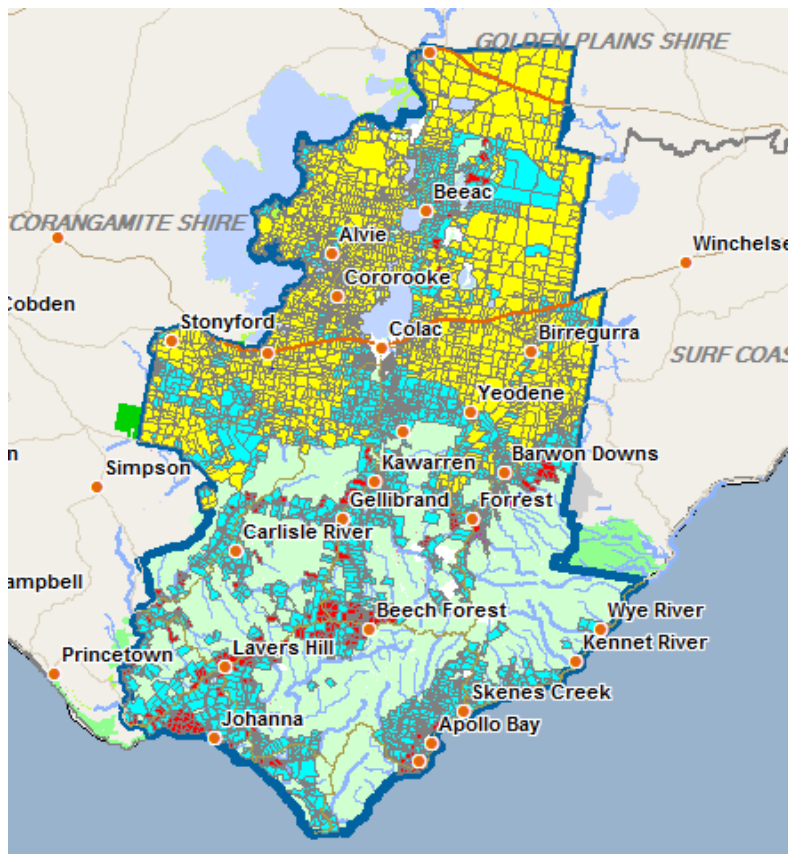 GOLDEN PLAINS SHIRE
Beeac
CORANGAMITE SHIRE
Alvie
Winchelse
Cororooke
Cobden
Stonyford
Colac
Birregurra
SURF COAS
Yeodene
n
Barwon Downs
Simpson
Kawarren
Gellibrand
Forrest
Carlisle River
ampbell
Beech Forest
Wye River
Kennet River
Princetown
Lavers Hill
Skenes Creek
Johanna
Apollo Bay